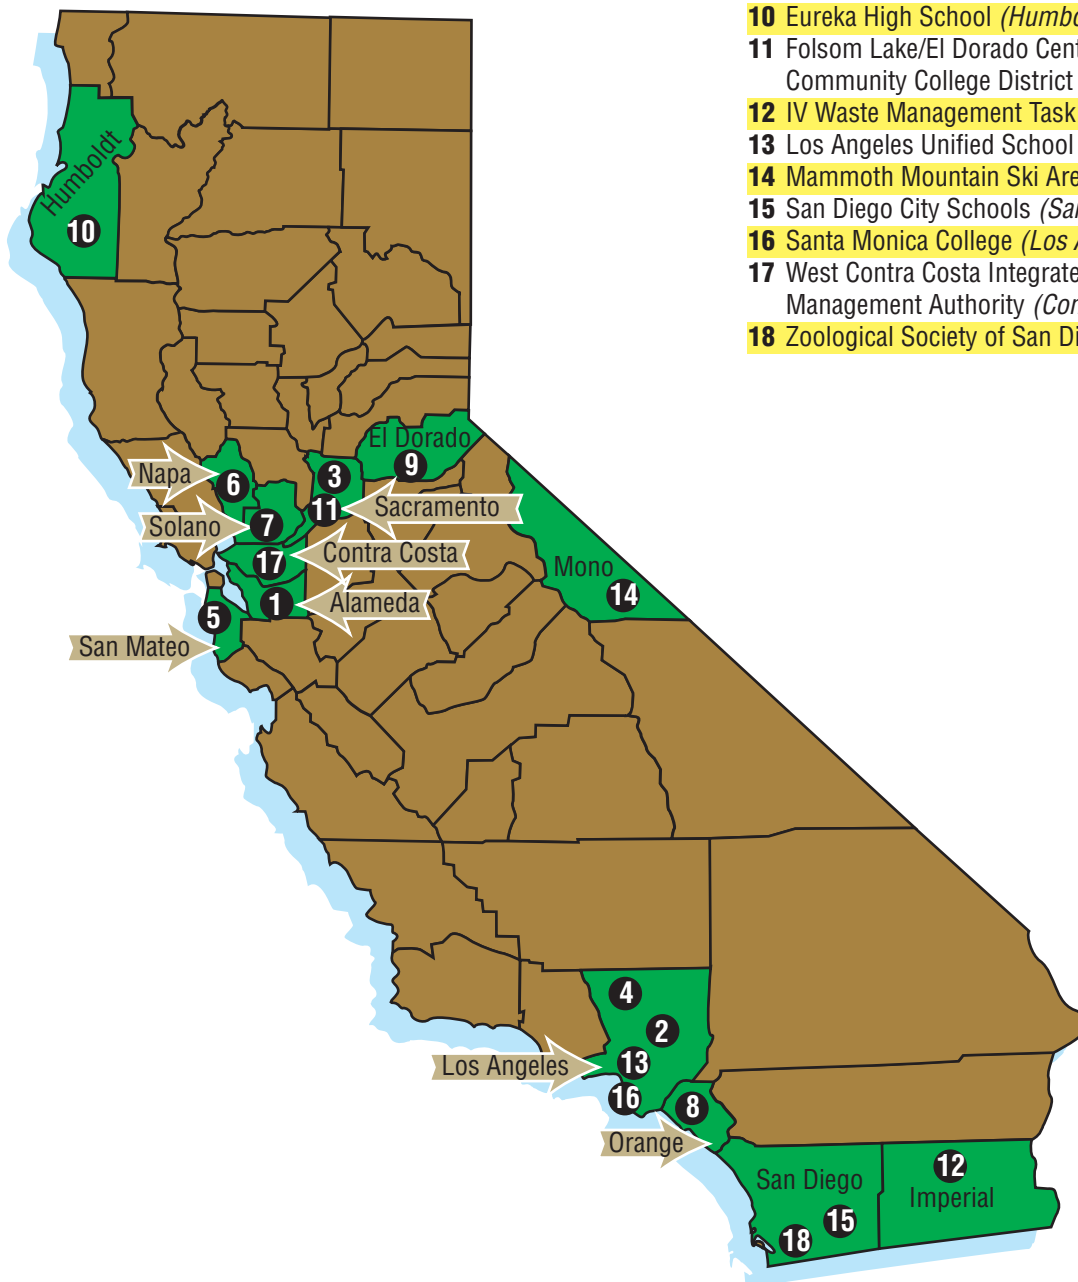 10 Eureka High School (Humbo
11 Folsom Lake/El Dorado Cent
Community College District
12 IV Waste Management Task
13 Los Angeles Unified School
14 Mammoth Mountain Ski Are
15 San Diego City Schools (Sa
16 Santa Monica College (Los
17 West Contra Costa Integrate
Management Authority (Con
18 Zoological Society of San Di
Humboldt
10
El Dorado
9
Napa
6
3
11
Sacramento
Solano
7
Contra Costa
17
Mono
14
Alameda
1
5
San Mateo
4
2
Los Angeles
13
16
8
Orange
San Diego
12
Imperial
15
18